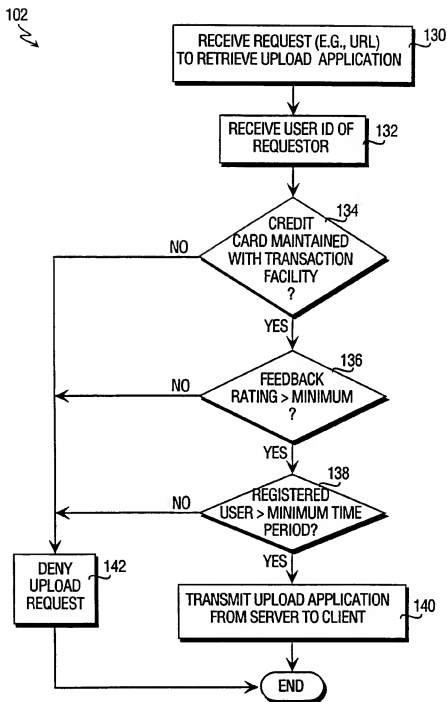 102
RECEIVE REQUEST (E.G., URL)
TO RETRIEVE UPLOAD APPLICATION
130
RECEIVE USER ID OF
REQUESTOR
132
134
CREDIT
CARD MAINTAINED
WITH TRANSACTION
FACILITY
?
NO
YES
136
FEEDBACK
RATING > MINIMUM
?
NO
YES
138
REGISTERED
USER > MINIMUM TIME
PERIOD?
NO
YES
DENY
UPLOAD
REQUEST
142
TRANSMIT UPLOAD APPLICATION
FROM SERVER TO CLIENT
140
END